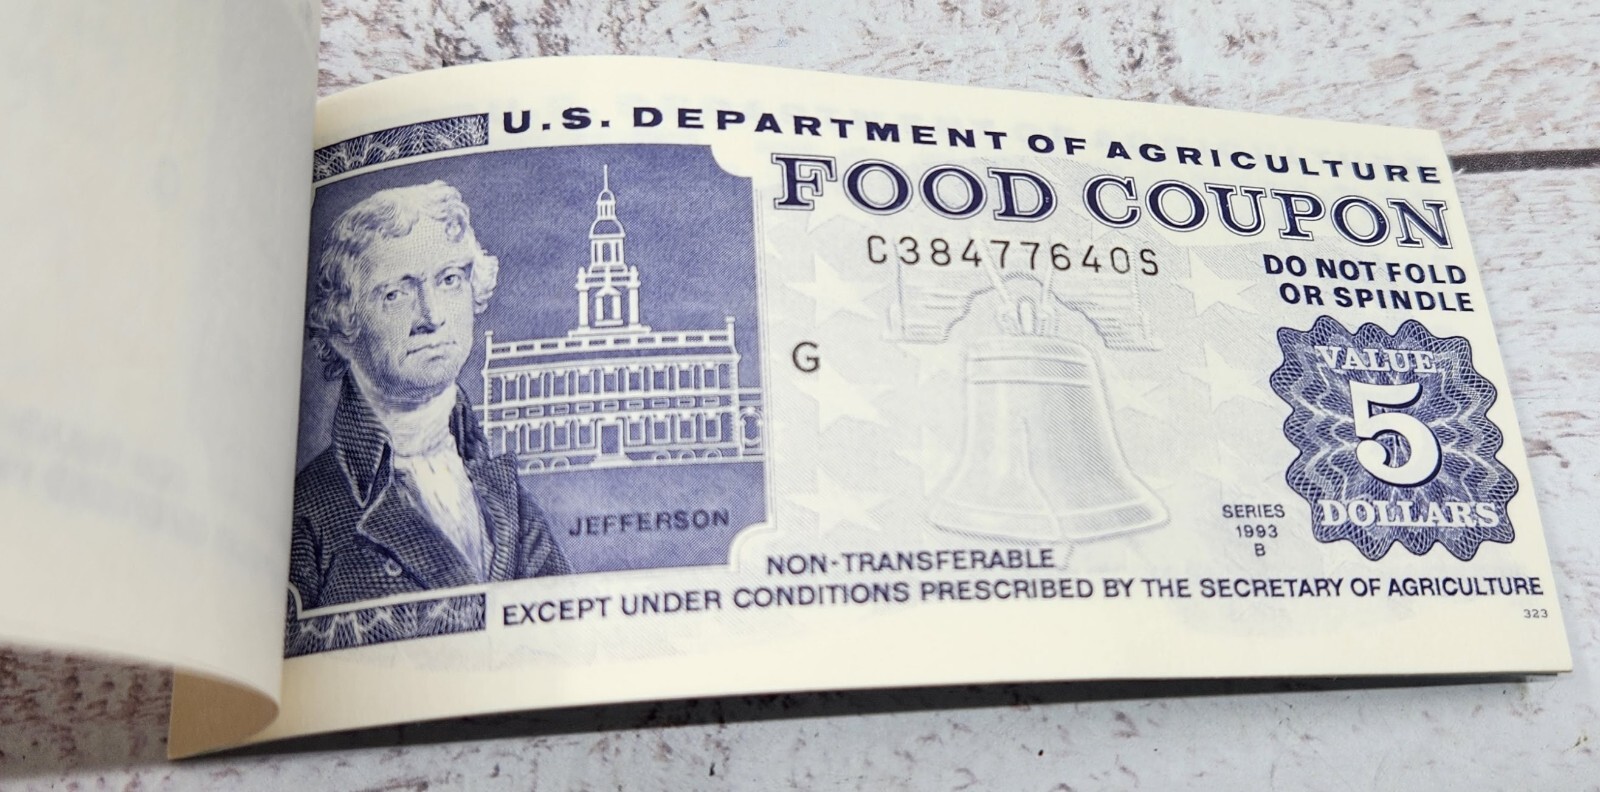 U.S. DEPARTMENT OF AGRICULTURE
FOOD COUPON
C38477640S
DO NOT FOLD
OR SPINDLE
G
VALUE
5
DOLLARS
JEFFERSON
SERIES
1993
B
NON-TRANSFERABLE
EXCEPT UNDER CONDITIONS PRESCRIBED BY THE SECRETARY OF AGRICULTURE
323